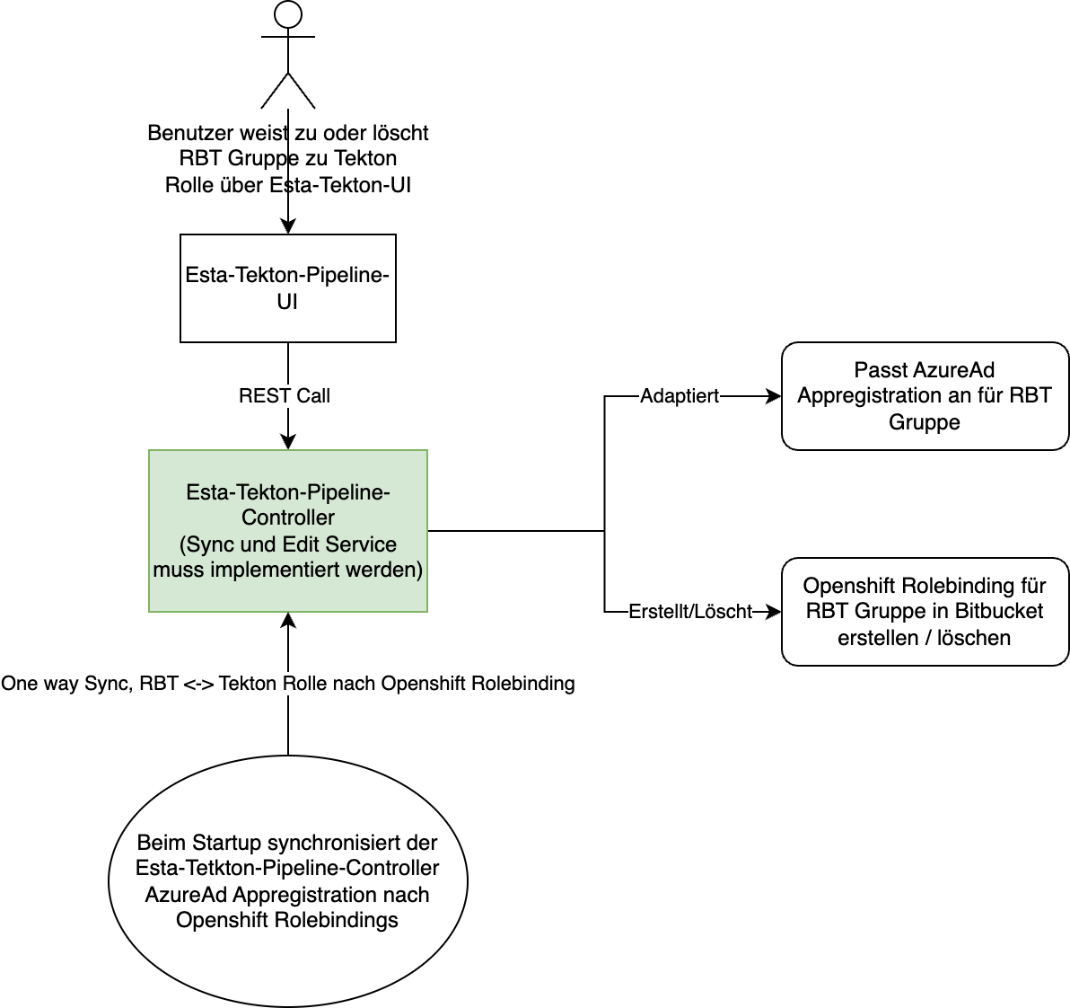 Benutzer weist zu oder löscht
RBT Gruppe zu Tekton
Rolle über Esta-Tekton-UI
Esta-Tekton-Pipeline-
UI
REST Call
Esta-Tekton-Pipeline-
Controller
(Sync und Edit Service
muss implementiert werden)
Adaptiert
Passt AzureAd
Appregistration an für RBT
Gruppe
Erstellt/Löscht
Openshift Rolebinding für
RBT Gruppe in Bitbucket
erstellen / löschen
One way Sync, RBT <-> Tekton Rolle nach Openshift Rolebinding
Beim Startup synchronisiert der
Esta-Tetkton-Pipeline-Controller
AzureAd Appregistration nach
Openshift Rolebindings